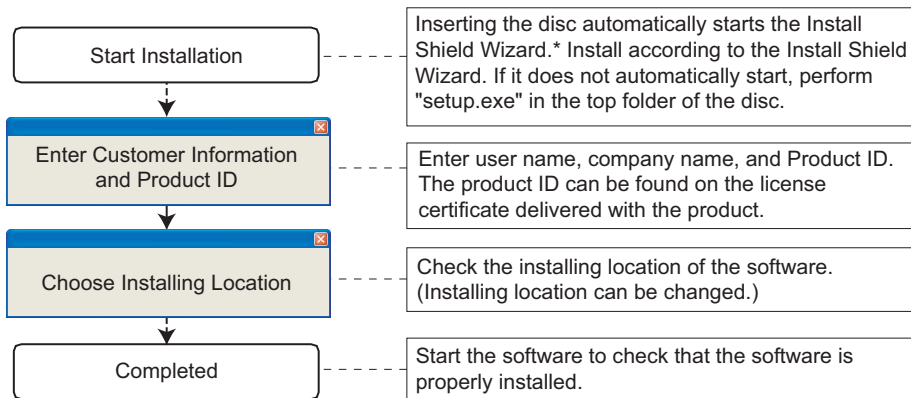 Start Installation
Inserting the disc automatically starts the Install
Shield Wizard.* Install according to the Install Shield
Wizard. If it does not automatically start, perform
"setup.exe" in the top folder of the disc.
Enter Customer Information
and Product ID
Enter user name, company name, and Product ID.
The product ID can be found on the license
certificate delivered with the product.
Choose Installing Location
Check the installing location of the software.
(Installing location can be changed.)
Completed
Start the software to check that the software is
properly installed.